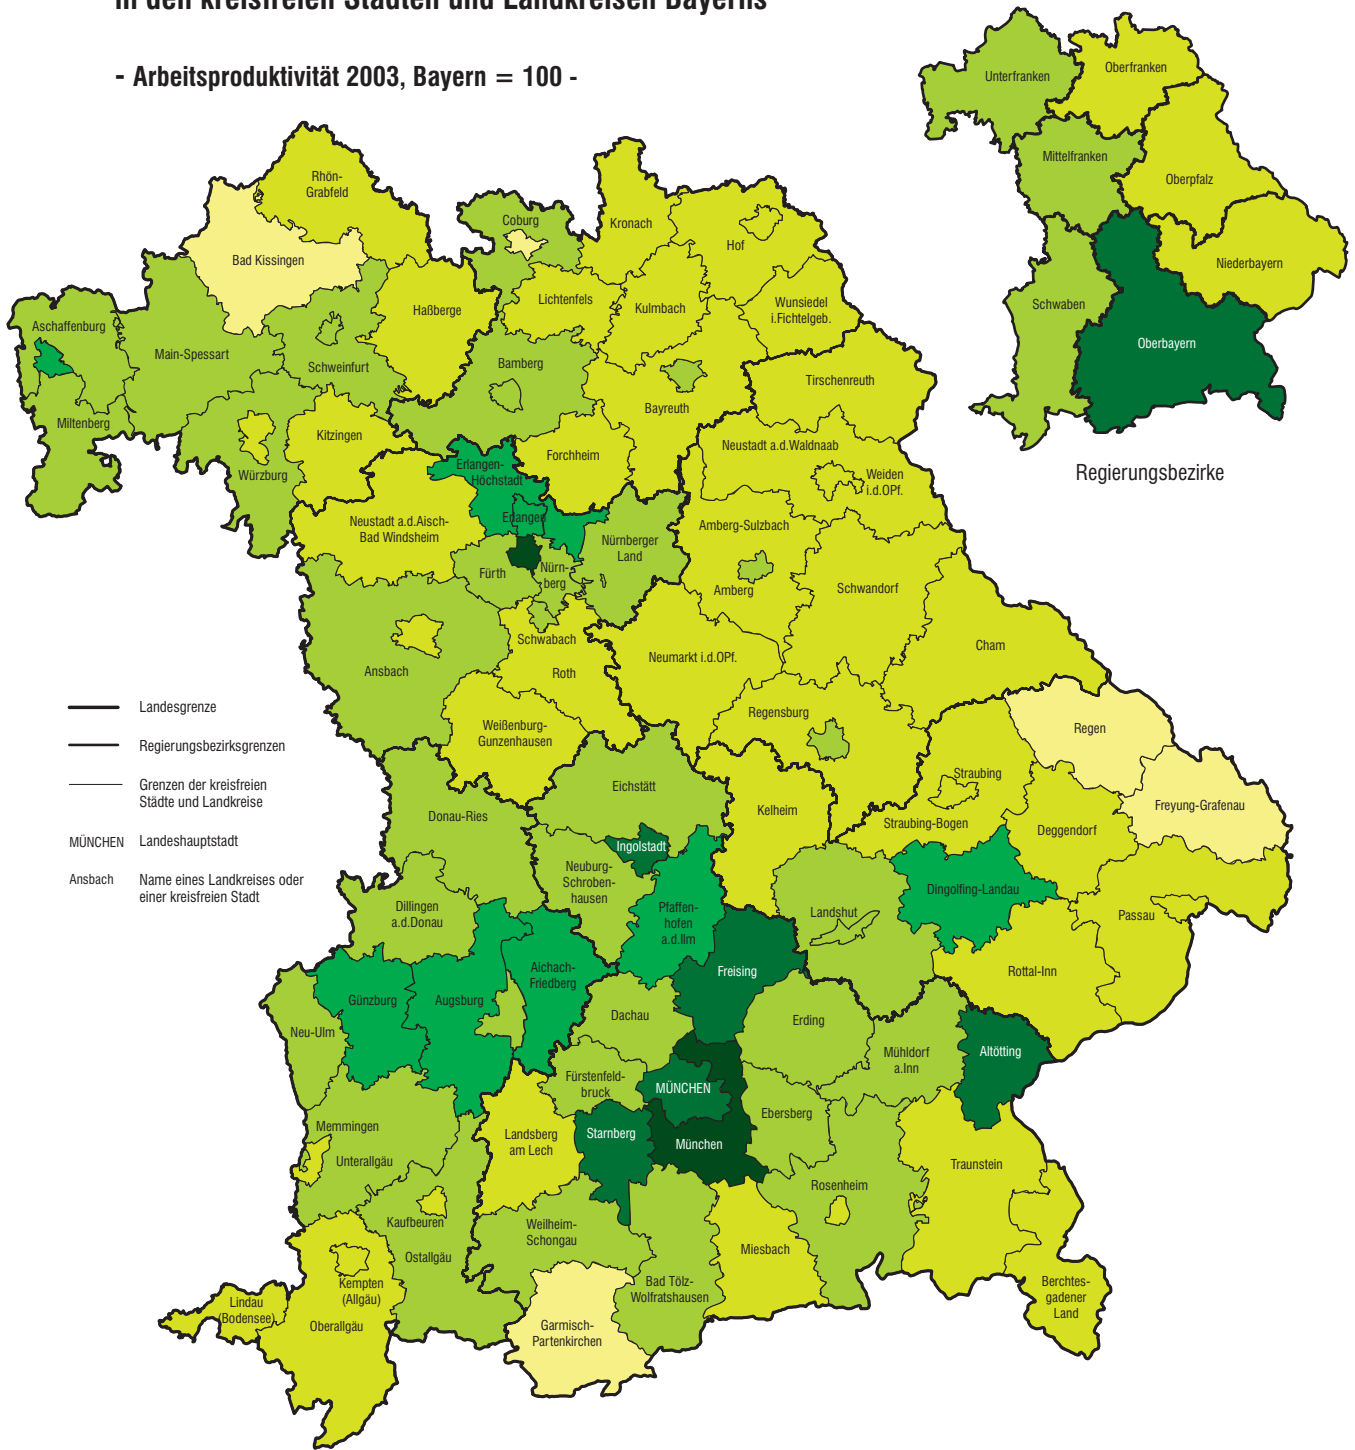 in den kreisfreien Städten und Landkreisen Bayerns
- Arbeitsproduktivität 2003, Bayern = 100 -
Unterfranken
Oberfranken
Mittelfranken
Oberpfalz
Niederbayern
Schwaben
Oberbayern
Regierungsbezirke
Rhön-
Grabfeld
Coburg
Kronach
Hof
Bad Kissingen
Lichtenfels
Kulmbach
Wunsiedel
i.Fichtelgeb.
Haßberge
Aschaffenburg
Main-Spessart
Schweinfurt
Bamberg
Tirschenreuth
Bayreuth
Miltenberg
Kitzingen
Neustadt a.d.Waldnaab
Forchheim
Würzburg
Erlangen-
Höchstadt
Weiden
i.d.OPf.
Erlangen
Neustadt a.d.Aisch-
Bad Windsheim
Amberg-Sulzbach
Nürnberger
Land
Fürth
Nürn-
berg
Amberg
Schwandorf
Schwabach
Cham
Neumarkt i.d.OPf.
Ansbach
Roth
Landesgrenze
Regierungsbezirksgrenzen
Grenzen der kreisfreien
Städte und Landkreise
MÜNCHEN
Landeshauptstadt
Ansbach
Name eines Landkreises oder
einer kreisfreien Stadt
Weißenburg-
Gunzenhausen
Regensburg
Regen
Straubing
Eichstätt
Kelheim
Freyung-Grafenau
Donau-Ries
Straubing-Bogen
Deggendorf
Ingolstadt
Neuburg-
Schroben-
hausen
Dingolfing-Landau
Dillingen
a.d.Donau
Pfaffen-
hofen
a.d.Ilm
Landshut
Passau
Aichach-
Friedberg
Freising
Rottal-Inn
Günzburg
Augsburg
Neu-Ulm
Dachau
Erding
Mühldorf
a.Inn
Altötting
Fürstenfeld-
bruck
MÜNCHEN
Ebersberg
Memmingen
Landsberg
am Lech
Starnberg
München
Unterallgäu
Traunstein
Rosenheim
Kaufbeuren
Weilheim-
Schongau
Ostallgäu
Miesbach
Kempten
(Allgäu)
Bad Tölz-
Wolfratshausen
Berchtes-
gadener
Land
Lindau
(Bodensee)
Oberallgäu
Garmisch-
Partenkirchen